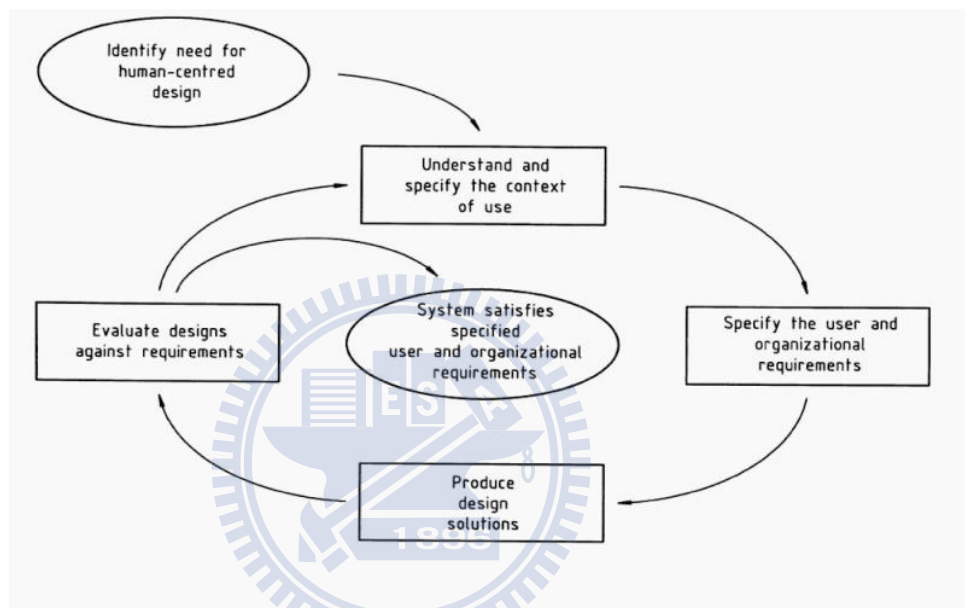 Identify need for
human-centred
design
Understand and
specify the context
of use
Evaluate designs
against requirements
System satisfies
specified
user and organizational
requirements
Specify the user and
organizational
requirements
Produce
design
solutions
E S A
1896